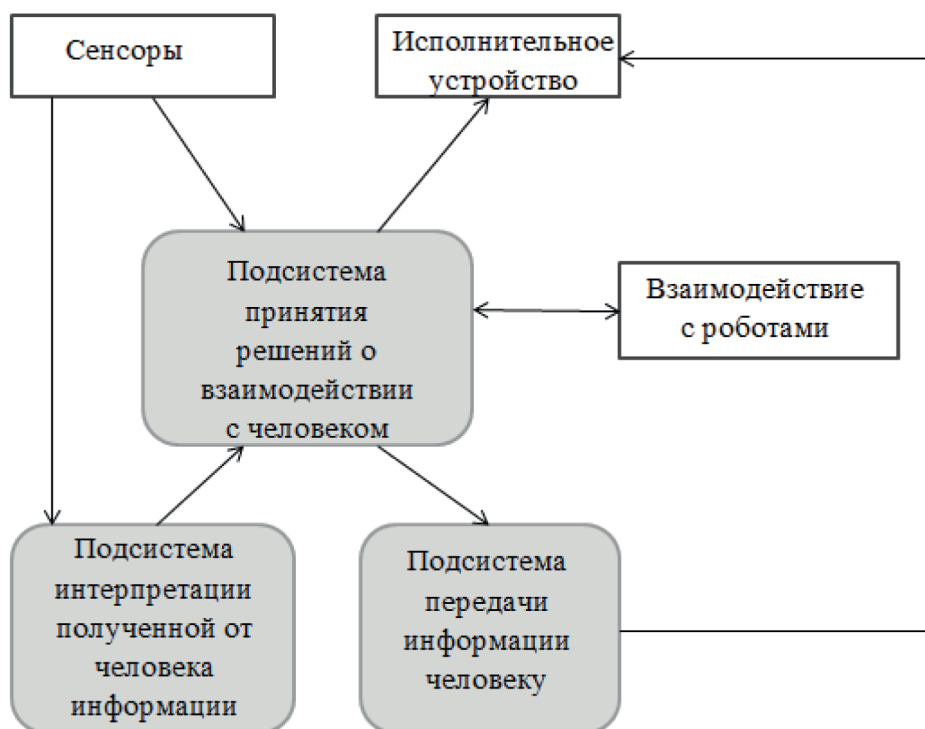 Сенсоры
Исполнительное
устройство
Подсистема
принятия
решений о
взаимодействии
с человеком
Взаимодействие
с роботами
Подсистема
интерпретации
полученной от
человека
информации
Подсистема
передачи
информации
человеку